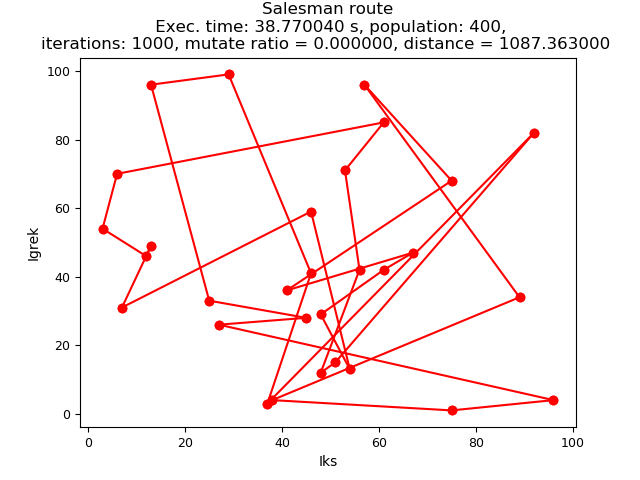 Salesman route
Exec. time: 38.770040 s, population: 400,
iterations: 1000, mutate ratio = 0.000000, distance = 1087.363000
100
80
60
40
20
0
Igrek
0 20 40 60 80 100
Iks